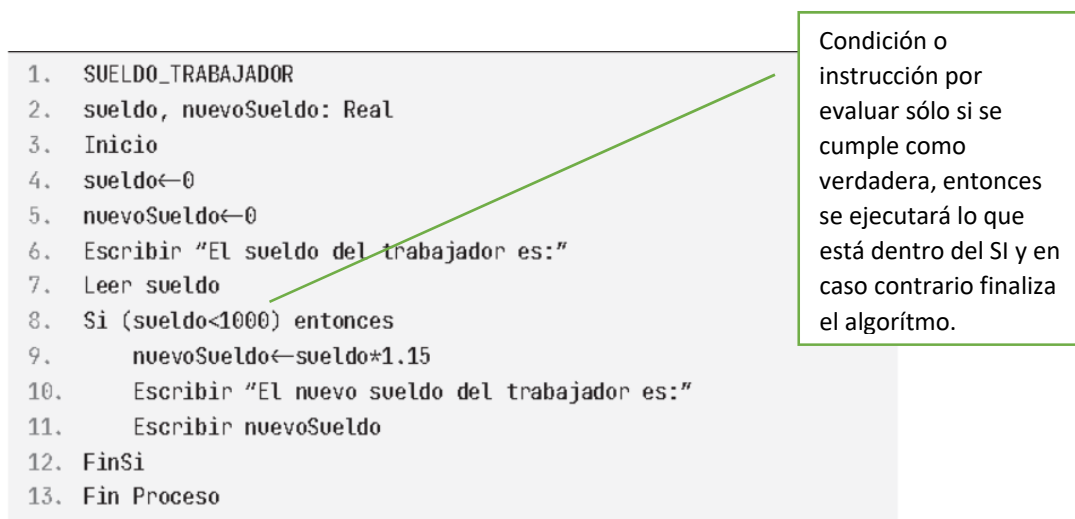 1. SUELDO_TRABAJADOR
2. sueldo, nuevoSueldo: Real
3. Inicio
4. sueldo←0
5. nuevoSueldo←0
6. Escribir “El sueldo del trabajador es:”
7. Leer sueldo
8. Si (sueldo<1000) entonces
9. nuevoSueldo←sueldo*1.15
10. Escribir “El nuevo sueldo del trabajador es:”
11. Escribir nuevoSueldo
12. FinSi
13. Fin Proceso
Condición o
instrucción por
evaluar sólo si se
cumple como
verdadera, entonces
se ejecutará lo que
está dentro del SI y en
caso contrario finaliza
el algorítmo.